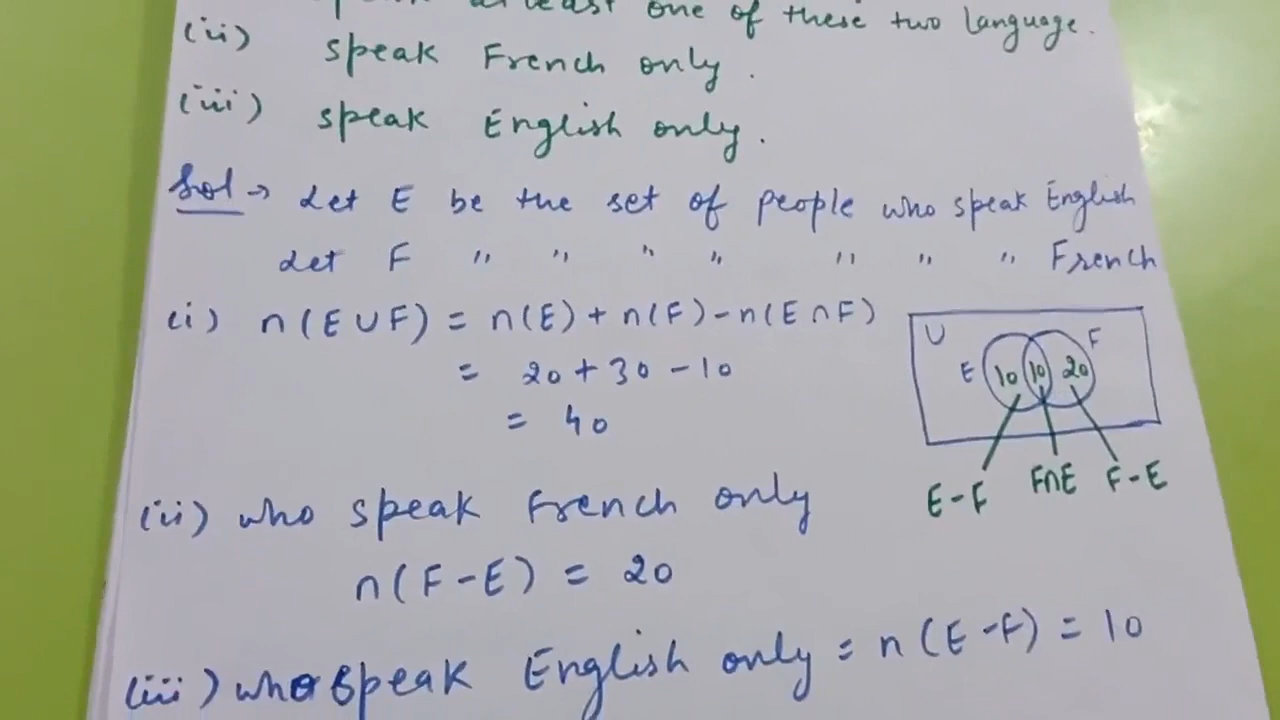 least one of these two language.
(ii) speak French only.
(iii) speak English only.
Sol → Let E be the set of people who speak English
Let F " " " " " " " French
(i) n(E∪F) = n(E) + n(F) - n(E∩F)
= 20 + 30 - 10
= 40
U
E 10 10 20 F
E-F F∩E F-E
(ii) who speak French only
n(F-E) = 20
(iii) who speak English only = n(E-F) = 10